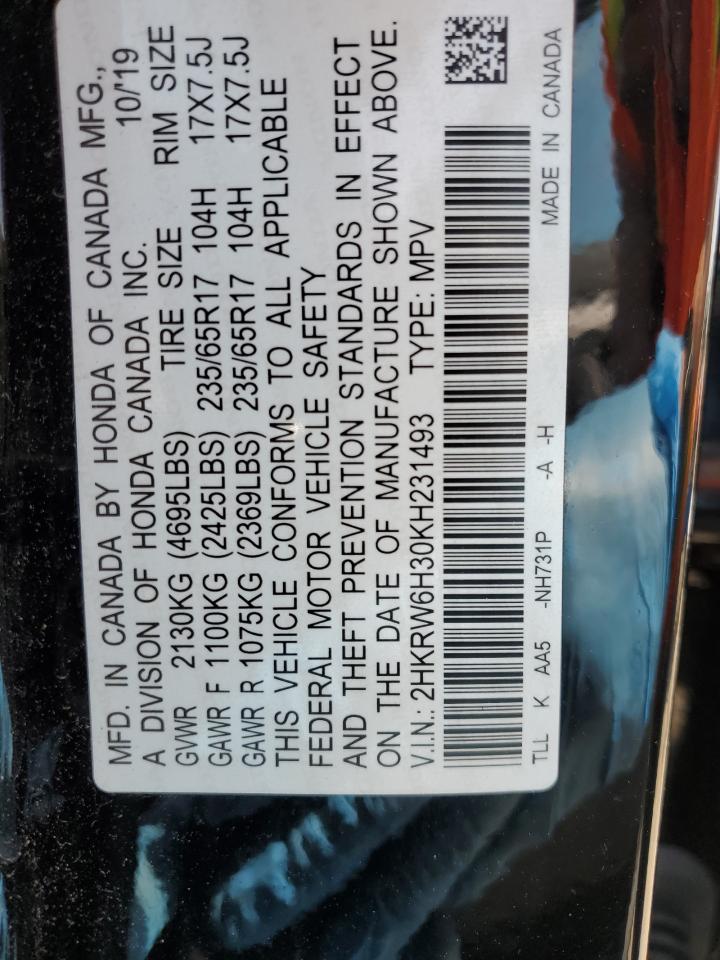 MFD. IN CANADA BY HONDA OF CANADA MFG.,
A DIVISION OF HONDA CANADA INC. 10/'19
GVWR 2130KG (4695LBS) TIRE SIZE RIM SIZE
GAWR F 1100KG (2425LBS) 235/65R17 104H 17X7.5J
GAWR R 1075KG (2369LBS) 235/65R17 104H 17X7.5J
THIS VEHICLE CONFORMS TO ALL APPLICABLE
FEDERAL MOTOR VEHICLE SAFETY
AND THEFT PREVENTION STANDARDS IN EFFECT
ON THE DATE OF MANUFACTURE SHOWN ABOVE.
V.I.N.: 2HKRW6H30KH231493 TYPE: MPV
TLL K AA5 -NH731P -A -H MADE IN CANADA